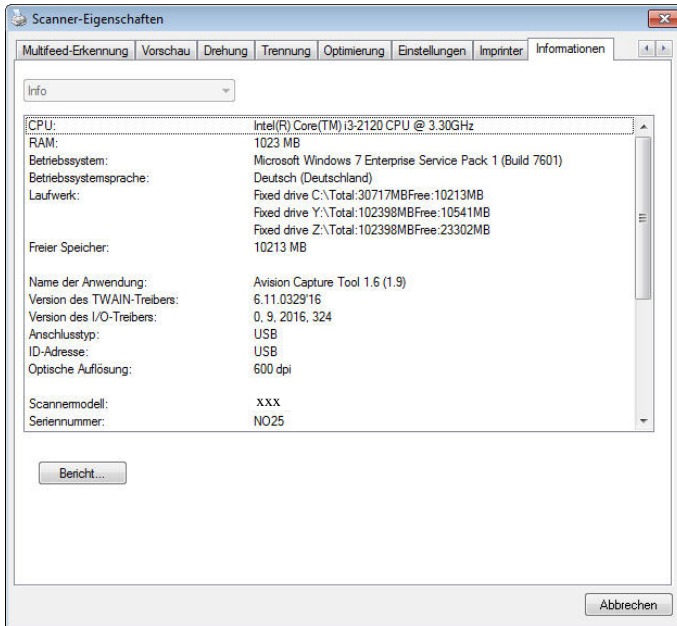 Scanner-Eigenschaften
Multifeed-Erkennung Vorschau Drehung Trennung Optimierung Einstellungen Imprinter Informationen
Info
CPU: Intel(R) Core(TM) i3-2120 CPU @ 3.30GHz
RAM: 1023 MB
Betriebssystem: Microsoft Windows 7 Enterprise Service Pack 1 (Build 7601)
Betriebssystemsprache: Deutsch (Deutschland)
Laufwerk: Fixed drive C:\Total:30717MBFree:10213MB
Fixed drive Y:\Total:102398MBFree:10541MB
Fixed drive Z:\Total:102398MBFree:23302MB
Freier Speicher: 10213 MB
Name der Anwendung: Avision Capture Tool 1.6 (1.9)
Version des TWAIN-Treibers: 6.11.0329'16
Version des I/O-Treibers: 0, 9, 2016, 324
Anschlusstyp: USB
ID-Adresse: USB
Optische Auflösung: 600 dpi
Scannermodell: xxx
Seriennummer: NO25
Bericht...
Abbrechen